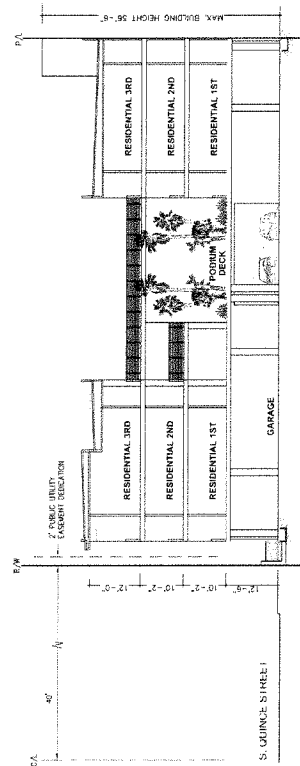 P/L
MAX. BUILDING HEIGHT 56'-6"
RESIDENTIAL 3RD
RESIDENTIAL 2ND
RESIDENTIAL 1ST
PODIUM
DECK
RESIDENTIAL 3RD
RESIDENTIAL 2ND
RESIDENTIAL 1ST
GARAGE
2' PUBLIC UTILITY
EASEMENT DEDICATION
R/W
12'-0"
10'-2"
10'-2"
12'-6"
40'
C/L
S. QUINCE STREET